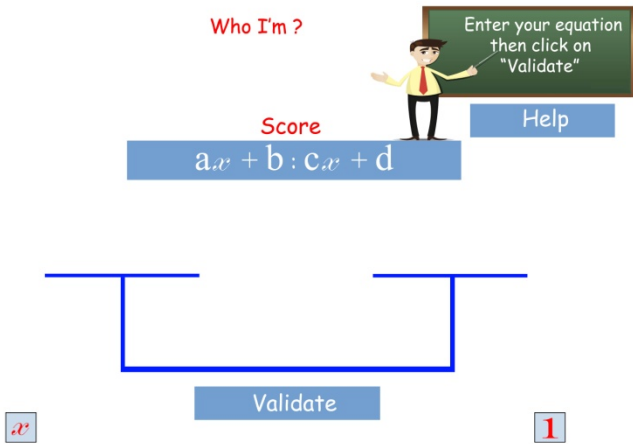 Who I'm ?
Enter your equation
then click on
"Validate"
Help
Score
ax + b : cx + d
Validate
x
1